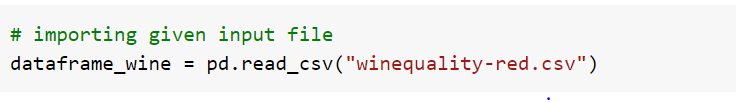 # importing given input file
dataframe_wine = pd.read_csv("winequality-red.csv")